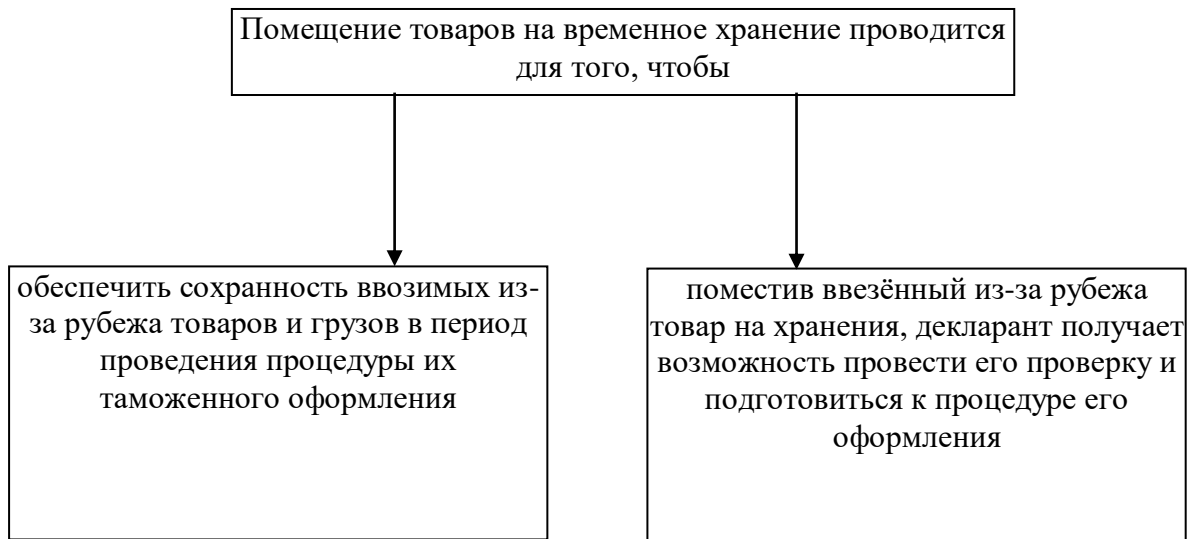 Помещение товаров на временное хранение проводится
для того, чтобы
обеспечить сохранность ввозимых из-
за рубежа товаров и грузов в период
проведения процедуры их
таможенного оформления
поместив ввезённый из-за рубежа
товар на хранения, декларант получает
возможность провести его проверку и
подготовиться к процедуре его
оформления